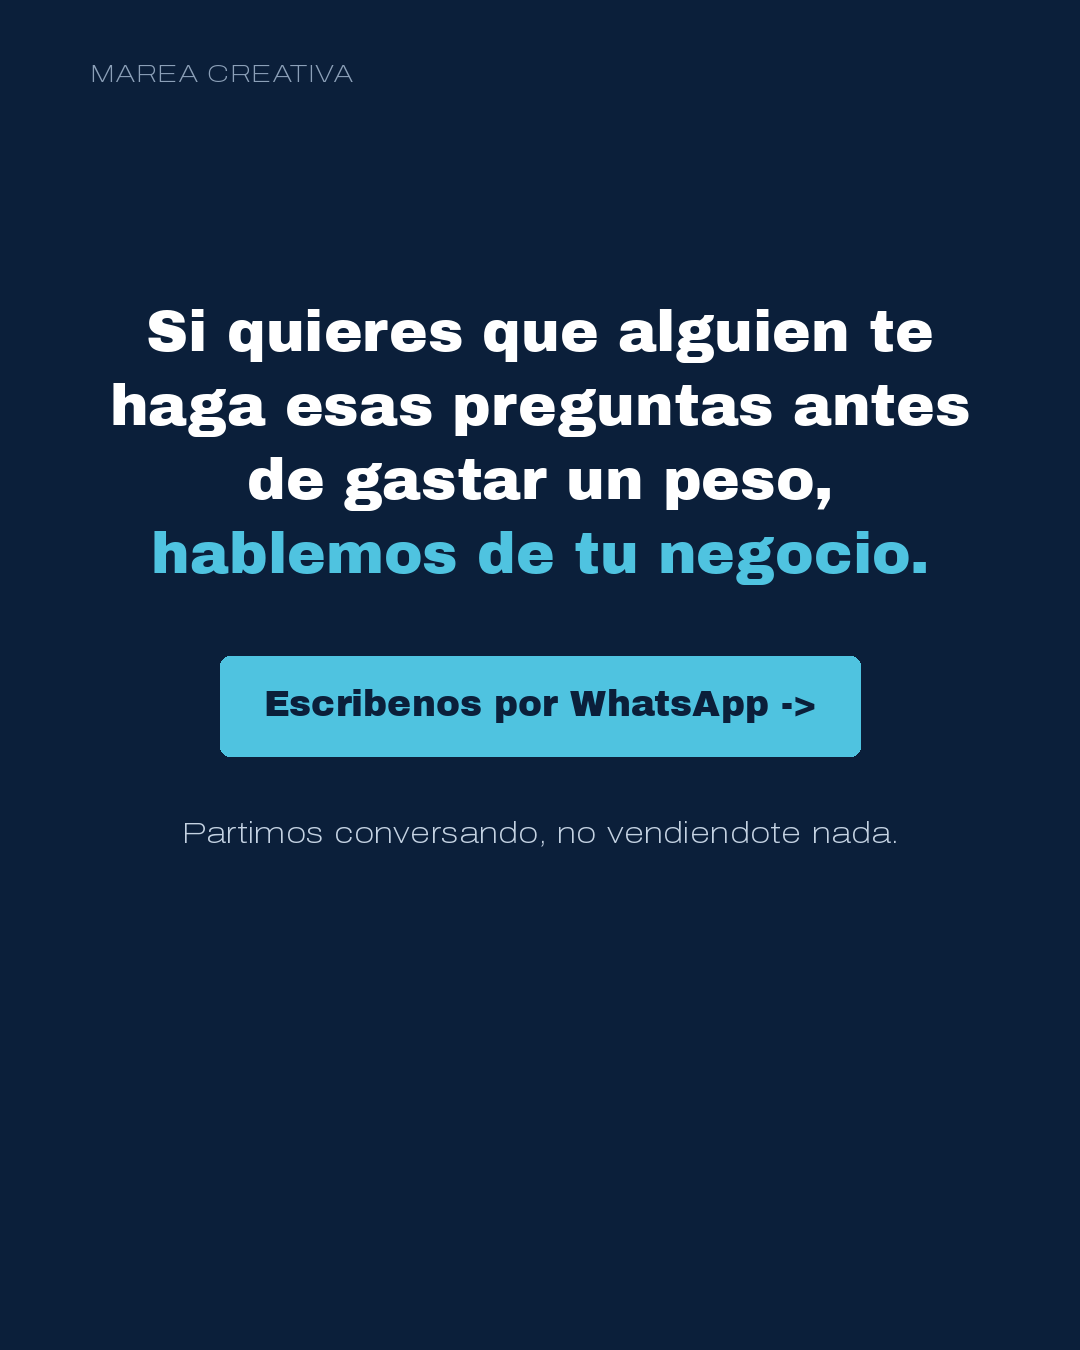 MAREA CREATIVA
Si quieres que alguien te
haga esas preguntas antes
de gastar un peso,
hablemos de tu negocio.
Escribenos por WhatsApp ->
Partimos conversando, no vendiendote nada.